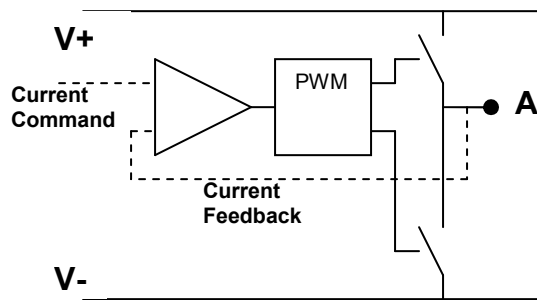 V+
PWM
Current
Command
A
Current
Feedback
V-